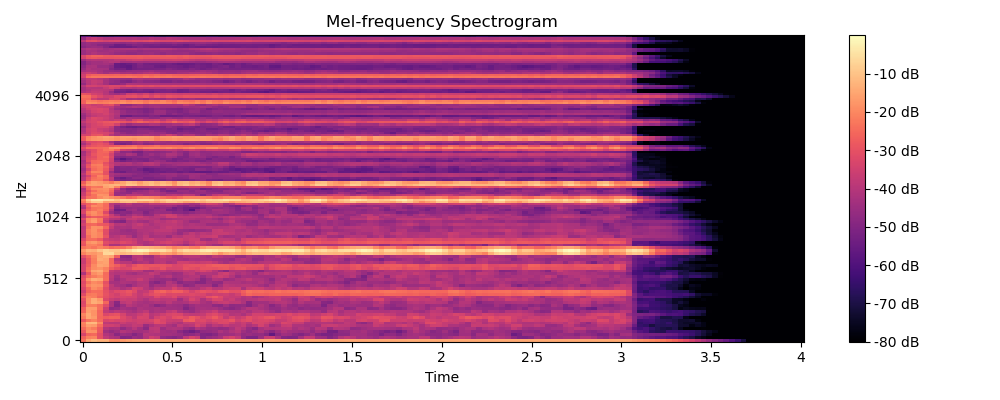 Mel-frequency Spectrogram
Hz
4096
2048
1024
512
0
0 0.5 1 1.5 2 2.5 3 3.5 4
Time
-10 dB
-20 dB
-30 dB
-40 dB
-50 dB
-60 dB
-70 dB
-80 dB